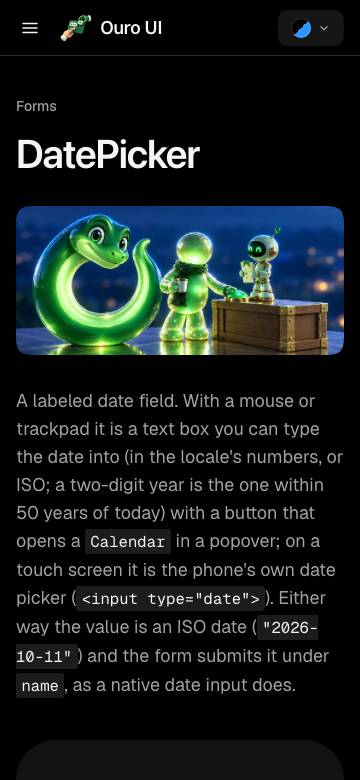 Ouro UI
Forms
DatePicker
A labeled date field. With a mouse or
trackpad it is a text box you can type
the date into (in the locale's numbers, or
ISO; a two-digit year is the one within
50 years of today) with a button that
opens a Calendar in a popover; on a
touch screen it is the phone's own date
picker (<input type="date">). Either
way the value is an ISO date ("2026-
10-11") and the form submits it under
name, as a native date input does.